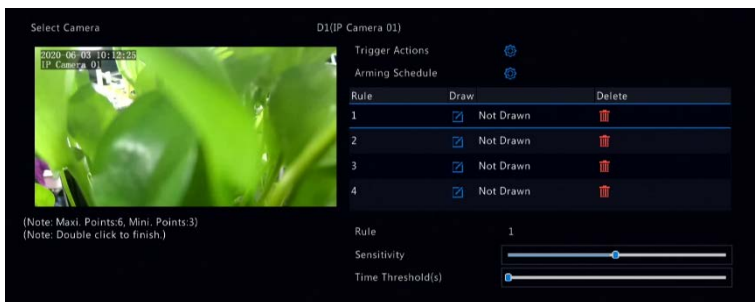 Select Camera D1(IP Camera 01)
2020-06-03 10:12:28
IP Camera 01
Trigger Actions
Arming Schedule
Rule Draw Delete
1 Not Drawn
2 Not Drawn
3 Not Drawn
4 Not Drawn
(Note: Maxi. Points:6, Mini. Points:3)
(Note: Double click to finish.)
Rule 1
Sensitivity
Time Threshold(s)